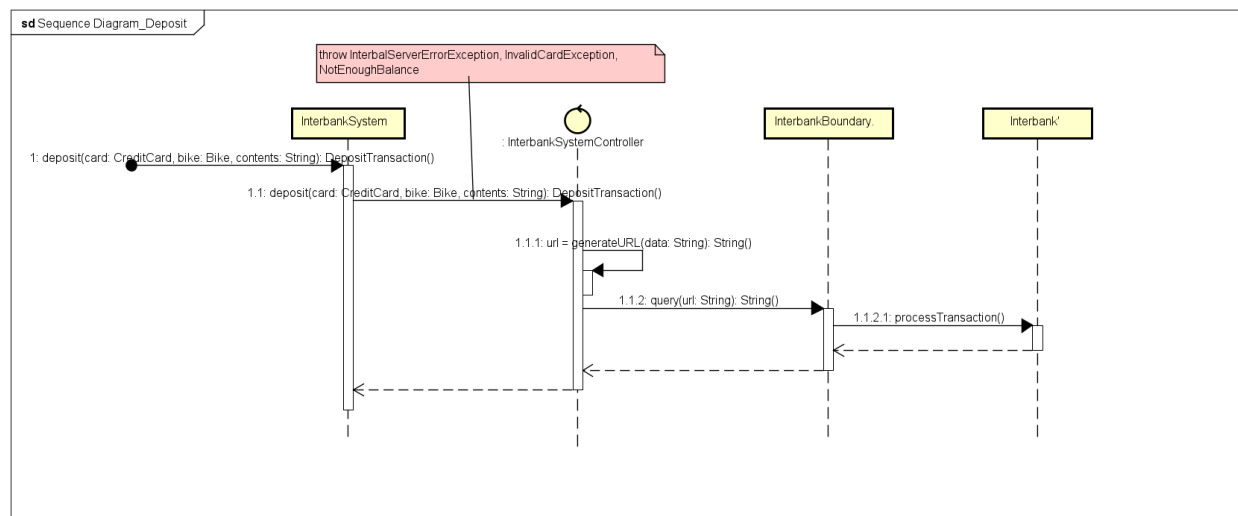 sd Sequence Diagram_Deposit
throw InterbalServerErrorException, InvalidCardException,
NotEnoughBalance
InterbankSystem
: InterbankSystemController
InterbankBoundary.
Interbank'
1: deposit(card: CreditCard, bike: Bike, contents: String): DepositTransaction()
1.1: deposit(card: CreditCard, bike: Bike, contents: String): DepositTransaction()
1.1.1: url = generateURL(data: String): String()
1.1.2: query(url: String): String()
1.1.2.1: processTransaction()